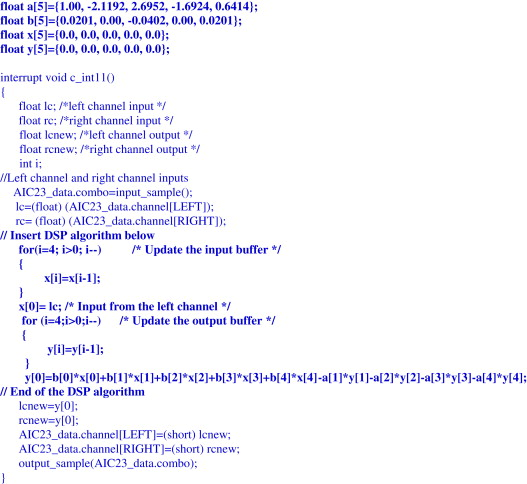 float a[5]={1.00, -2.1192, 2.6952, -1.6924, 0.6414};
float b[5]={0.0201, 0.00, -0.0402, 0.00, 0.0201};
float x[5]={0.0, 0.0, 0.0, 0.0, 0.0};
float y[5]={0.0, 0.0, 0.0, 0.0, 0.0};
interrupt void c_int11()
{
float lc; /*left channel input */
float rc; /*right channel input */
float lcnew; /*left channel output */
float rcnew; /*right channel output */
int i;
//Left channel and right channel inputs
AIC23_data.combo=input_sample();
lc=(float) (AIC23_data.channel[LEFT]);
rc= (float) (AIC23_data.channel[RIGHT]);
// Insert DSP algorithm below
for(i=4; i>0; i--) /* Update the input buffer */
{
x[i]=x[i-1];
}
x[0]= lc; /* Input from the left channel */
for (i=4;i>0;i--) /* Update the output buffer */
{
y[i]=y[i-1];
}
y[0]=b[0]*x[0]+b[1]*x[1]+b[2]*x[2]+b[3]*x[3]+b[4]*x[4]-a[1]*y[1]-a[2]*y[2]-a[3]*y[3]-a[4]*y[4];
// End of the DSP algorithm
lcnew=y[0];
rcnew=y[0];
AIC23_data.channel[LEFT]=(short) lcnew;
AIC23_data.channel[RIGHT]=(short) rcnew;
output_sample(AIC23_data.combo);
}